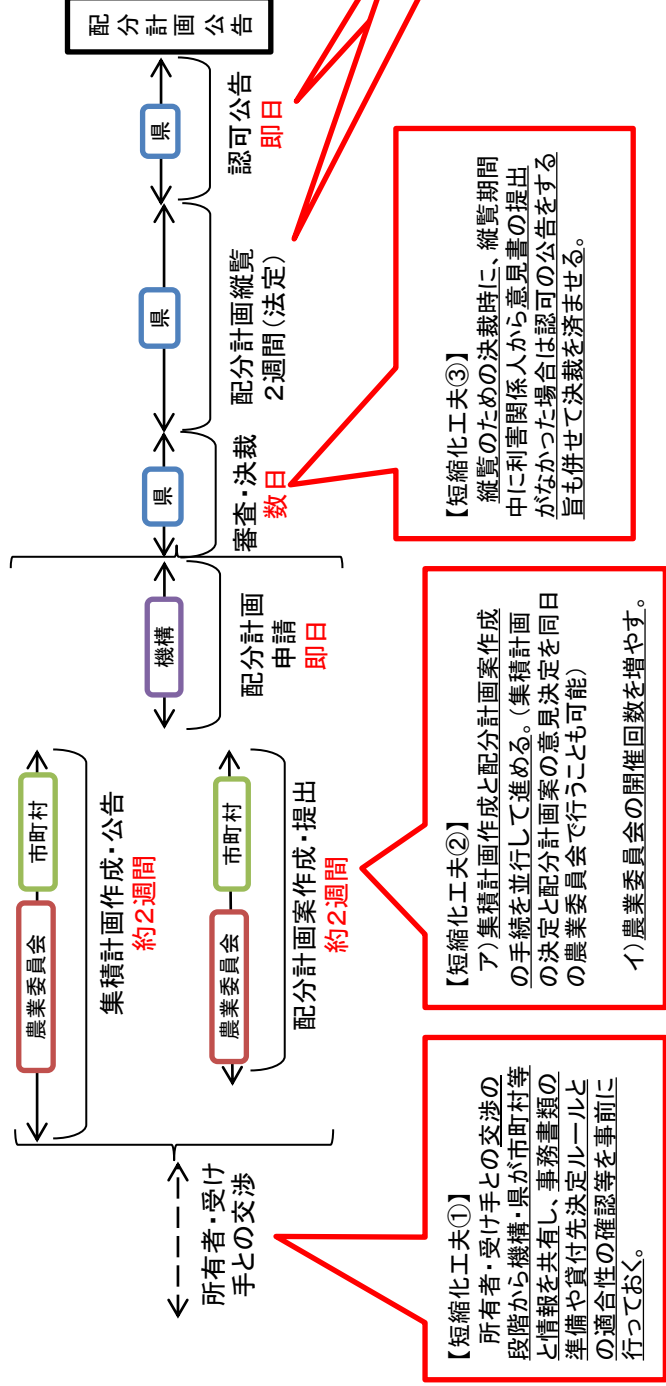 所有者・受け
手との交渉
農業委員会
市町村
集積計画作成・公告
約2週間
農業委員会
市町村
配分計画案作成・提出
約2週間
機構
配分計画
申請
即日
県
審査・決裁
数日
県
配分計画縦覧
2週間(法定)
県
認可公告
即日
配分計画公告
【短縮化工夫①】
所有者・受け手との交渉の
段階から機構・県が市町村等
と情報を共有し、事務書類の
準備や貸付先決定ルールと
の適合性の確認等を事前に
行っておく。
【短縮化工夫②】
ア)集積計画作成と配分計画案作成
の手続を並行して進める。(集積計画
の決定と配分計画案の意見決定を同日
の農業委員会で行うことも可能)
イ)農業委員会の開催回数を増やす。
【短縮化工夫③】
縦覧のための決裁時に、縦覧期間
中に利害関係人から意見書の提出
がなかった場合は認可の公告をする
旨も併せて決裁を済ませる。